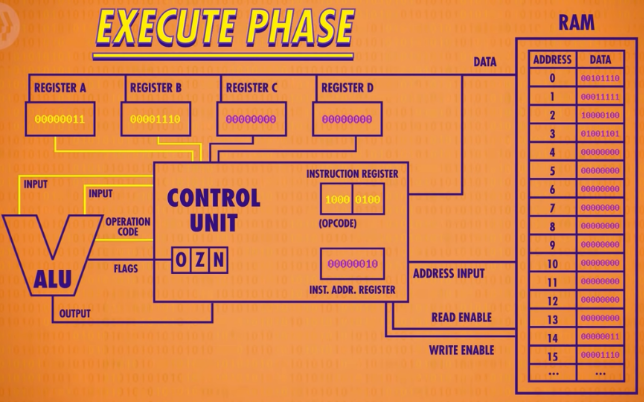 EXECUTE PHASE
RAM
DATA
REGISTER A REGISTER B REGISTER C REGISTER D
00000011 00001110 00000000 00000000
INPUT
INPUT
OPERATION
CODE
ALU
FLAGS
OUTPUT
CONTROL
UNIT
O Z N
INSTRUCTION REGISTER
1000 0100
(OPCODE)
00000010
INST. ADDR. REGISTER
ADDRESS INPUT
READ ENABLE
WRITE ENABLE
ADDRESS DATA
0 00101110
1 00011111
2 10000100
3 01001101
4 00000000
5 00000000
6 00000000
7 00000000
8 00000000
9 00000000
10 00000000
11 00000000
12 00000000
13 00000000
14 00000011
15 00001110
... ...